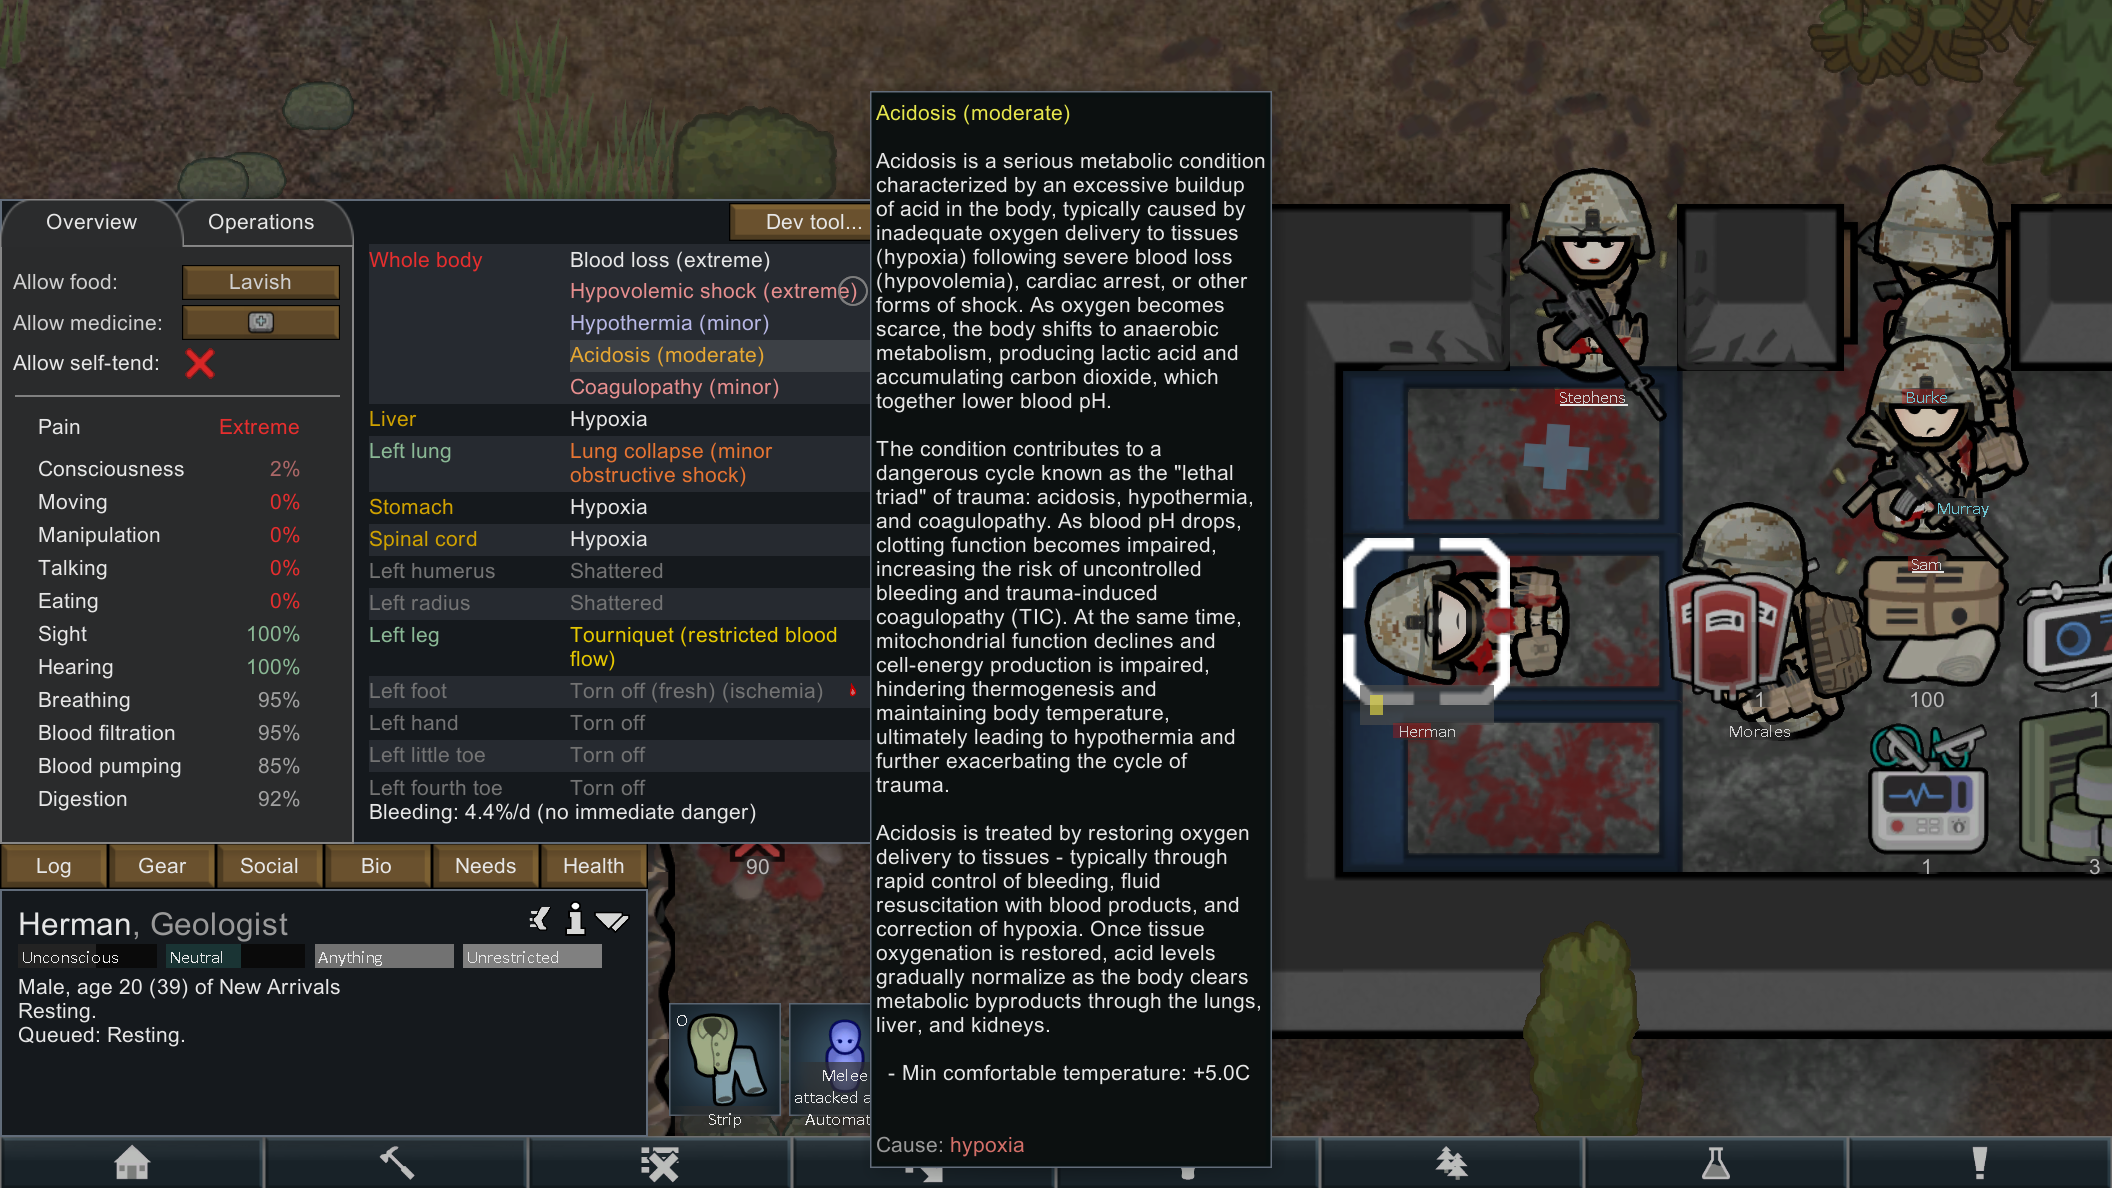 Overview
Operations
Dev tool...
Allow food:
Lavish
Allow medicine:
Allow self-tend:
Pain Extreme
Consciousness 2%
Moving 0%
Manipulation 0%
Talking 0%
Eating 0%
Sight 100%
Hearing 100%
Breathing 95%
Blood filtration 95%
Blood pumping 85%
Digestion 92%
Whole body Blood loss (extreme)
Hypovolemic shock (extreme)
Hypothermia (minor)
Acidosis (moderate)
Coagulopathy (minor)
Liver Hypoxia
Left lung Lung collapse (minor
obstructive shock)
Stomach Hypoxia
Spinal cord Hypoxia
Left humerus Shattered
Left radius Shattered
Left leg Tourniquet (restricted blood
flow)
Left foot Torn off (fresh) (ischemia)
Left hand Torn off
Left little toe Torn off
Left fourth toe Torn off
Bleeding: 4.4%/d (no immediate danger)
Log
Gear
Social
Bio
Needs
Health
Herman, Geologist
Unconscious
Neutral
Anything
Unrestricted
Male, age 20 (39) of New Arrivals
Resting.
Queued: Resting.
90
Strip
Melee
attacked a
Automat
Acidosis (moderate)
Acidosis is a serious metabolic condition
characterized by an excessive buildup
of acid in the body, typically caused by
inadequate oxygen delivery to tissues
(hypoxia) following severe blood loss
(hypovolemia), cardiac arrest, or other
forms of shock. As oxygen becomes
scarce, the body shifts to anaerobic
metabolism, producing lactic acid and
accumulating carbon dioxide, which
together lower blood pH.
The condition contributes to a
dangerous cycle known as the "lethal
triad" of trauma: acidosis, hypothermia,
and coagulopathy. As blood pH drops,
clotting function becomes impaired,
increasing the risk of uncontrolled
bleeding and trauma-induced
coagulopathy (TIC). At the same time,
mitochondrial function declines and
cell-energy production is impaired,
hindering thermogenesis and
maintaining body temperature,
ultimately leading to hypothermia and
further exacerbating the cycle of
trauma.
Acidosis is treated by restoring oxygen
delivery to tissues - typically through
rapid control of bleeding, fluid
resuscitation with blood products, and
correction of hypoxia. Once tissue
oxygenation is restored, acid levels
gradually normalize as the body clears
metabolic byproducts through the lungs,
liver, and kidneys.
- Min comfortable temperature: +5.0C
Cause: hypoxia
Stephens
Burke
Murray
Sam
Herman
1
Morales
100
1
1
3